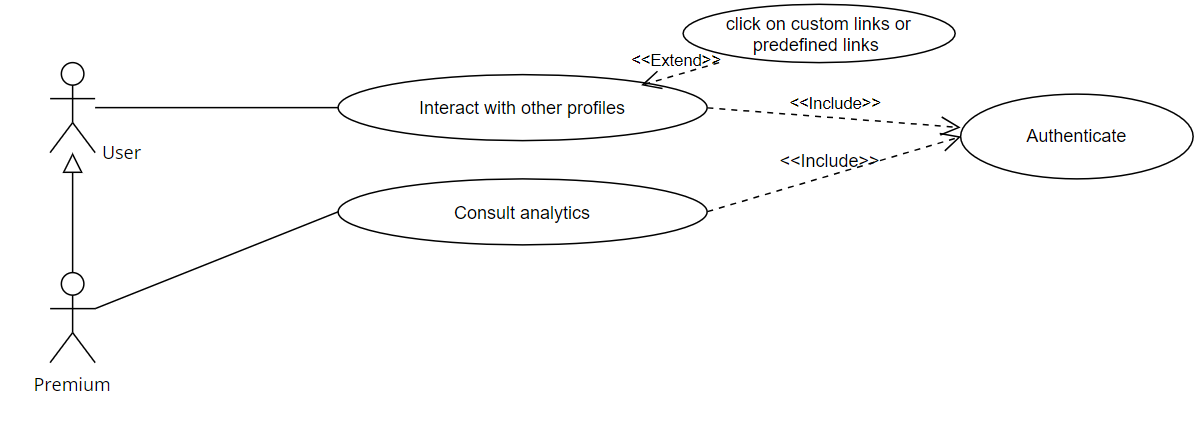 click on custom links or
predefined links
<<Extend>>
Interact with other profiles
<<Include>>
Authenticate
User
<<Include>>
Consult analytics
Premium